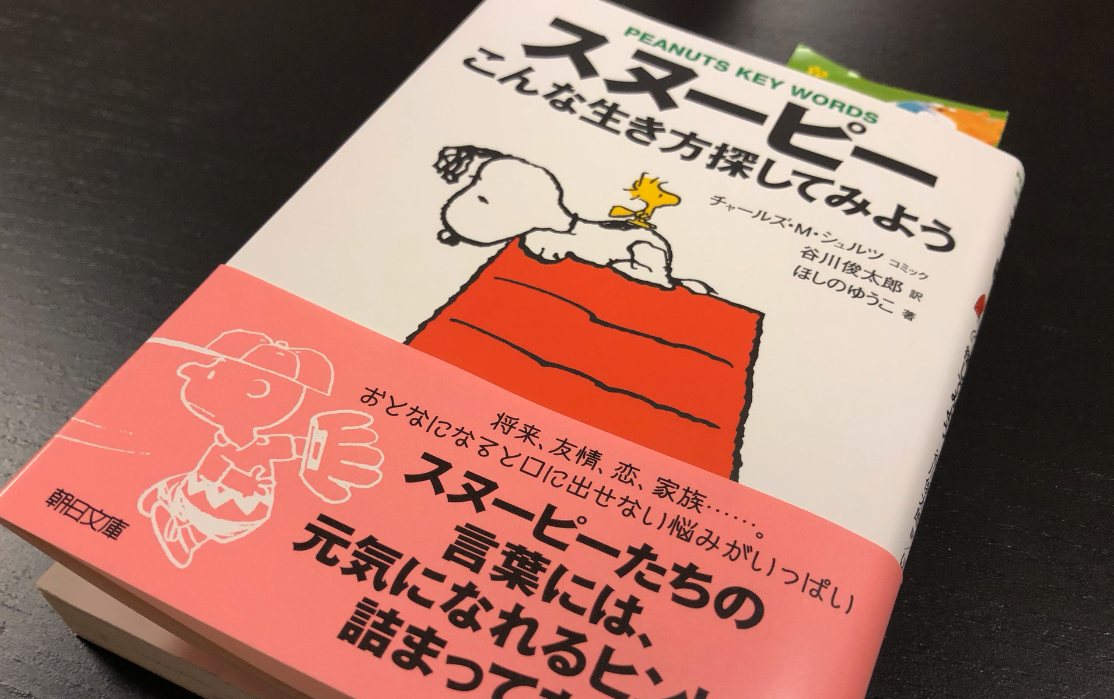 PEANUTS KEY WORDS
スヌーピー
こんな生き方探してみよう
チャールズ・M・シュルツ コミック
谷川俊太郎 訳
ほしのゆうこ 著
将来、友情、恋、家族……。
おとなになると口に出せない悩みがいっぱい
スヌーピーたちの
言葉には、
元気になれるヒン
詰まって
朝日文庫